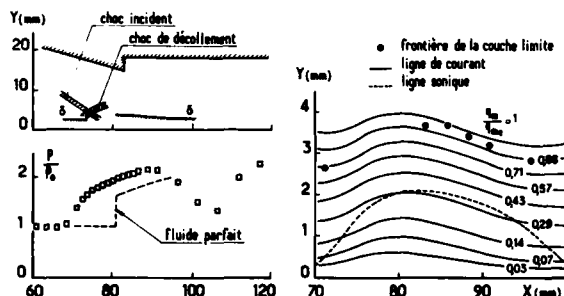 Y(mm)
choc incident
choc de décollement
20
10
0
δ
δ
P/P₀
2
1
0
fluide parfait
60
80
100
120
frontière de la couche limite
ligne de courant
ligne sonique
Y(mm)
4
3
2
1
0
= 1
0,86
0,71
0,57
0,43
0,29
0,14
0,07
0,03
70
80
90
X(mm)